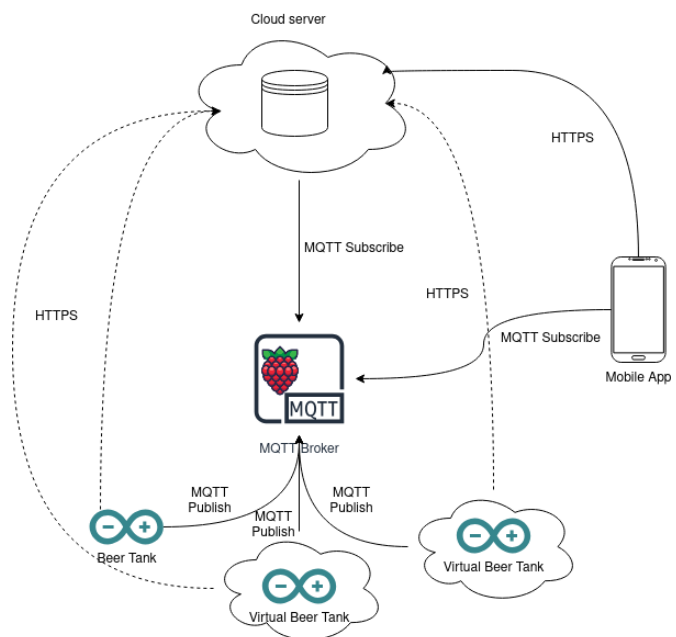 Cloud server
HTTPS
MQTT Subscribe
HTTPS
HTTPS
MQTT Subscribe
Mobile App
MQTT
MQTT Broker
MQTT
Publish
MQTT
Publish
MQTT
Publish
Beer Tank
Virtual Beer Tank
Virtual Beer Tank